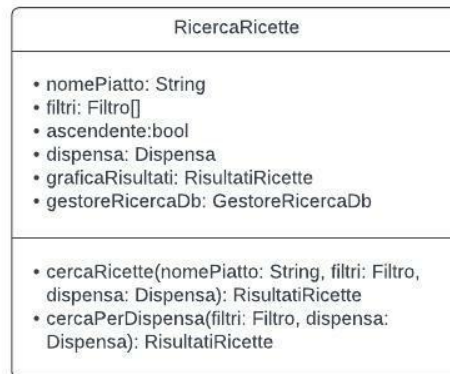 RicercaRicette
• nomePiatto: String
• filtri: Filtro[]
• ascendente:bool
• dispensa: Dispensa
• graficaRisultati: RisultatiRicette
• gestoreRicercaDb: GestoreRicercaDb
• cercaRicette(nomePiatto: String, filtri: Filtro,
dispensa: Dispensa): RisultatiRicette
• cercaPerDispensa(filtri: Filtro, dispensa:
Dispensa): RisultatiRicette